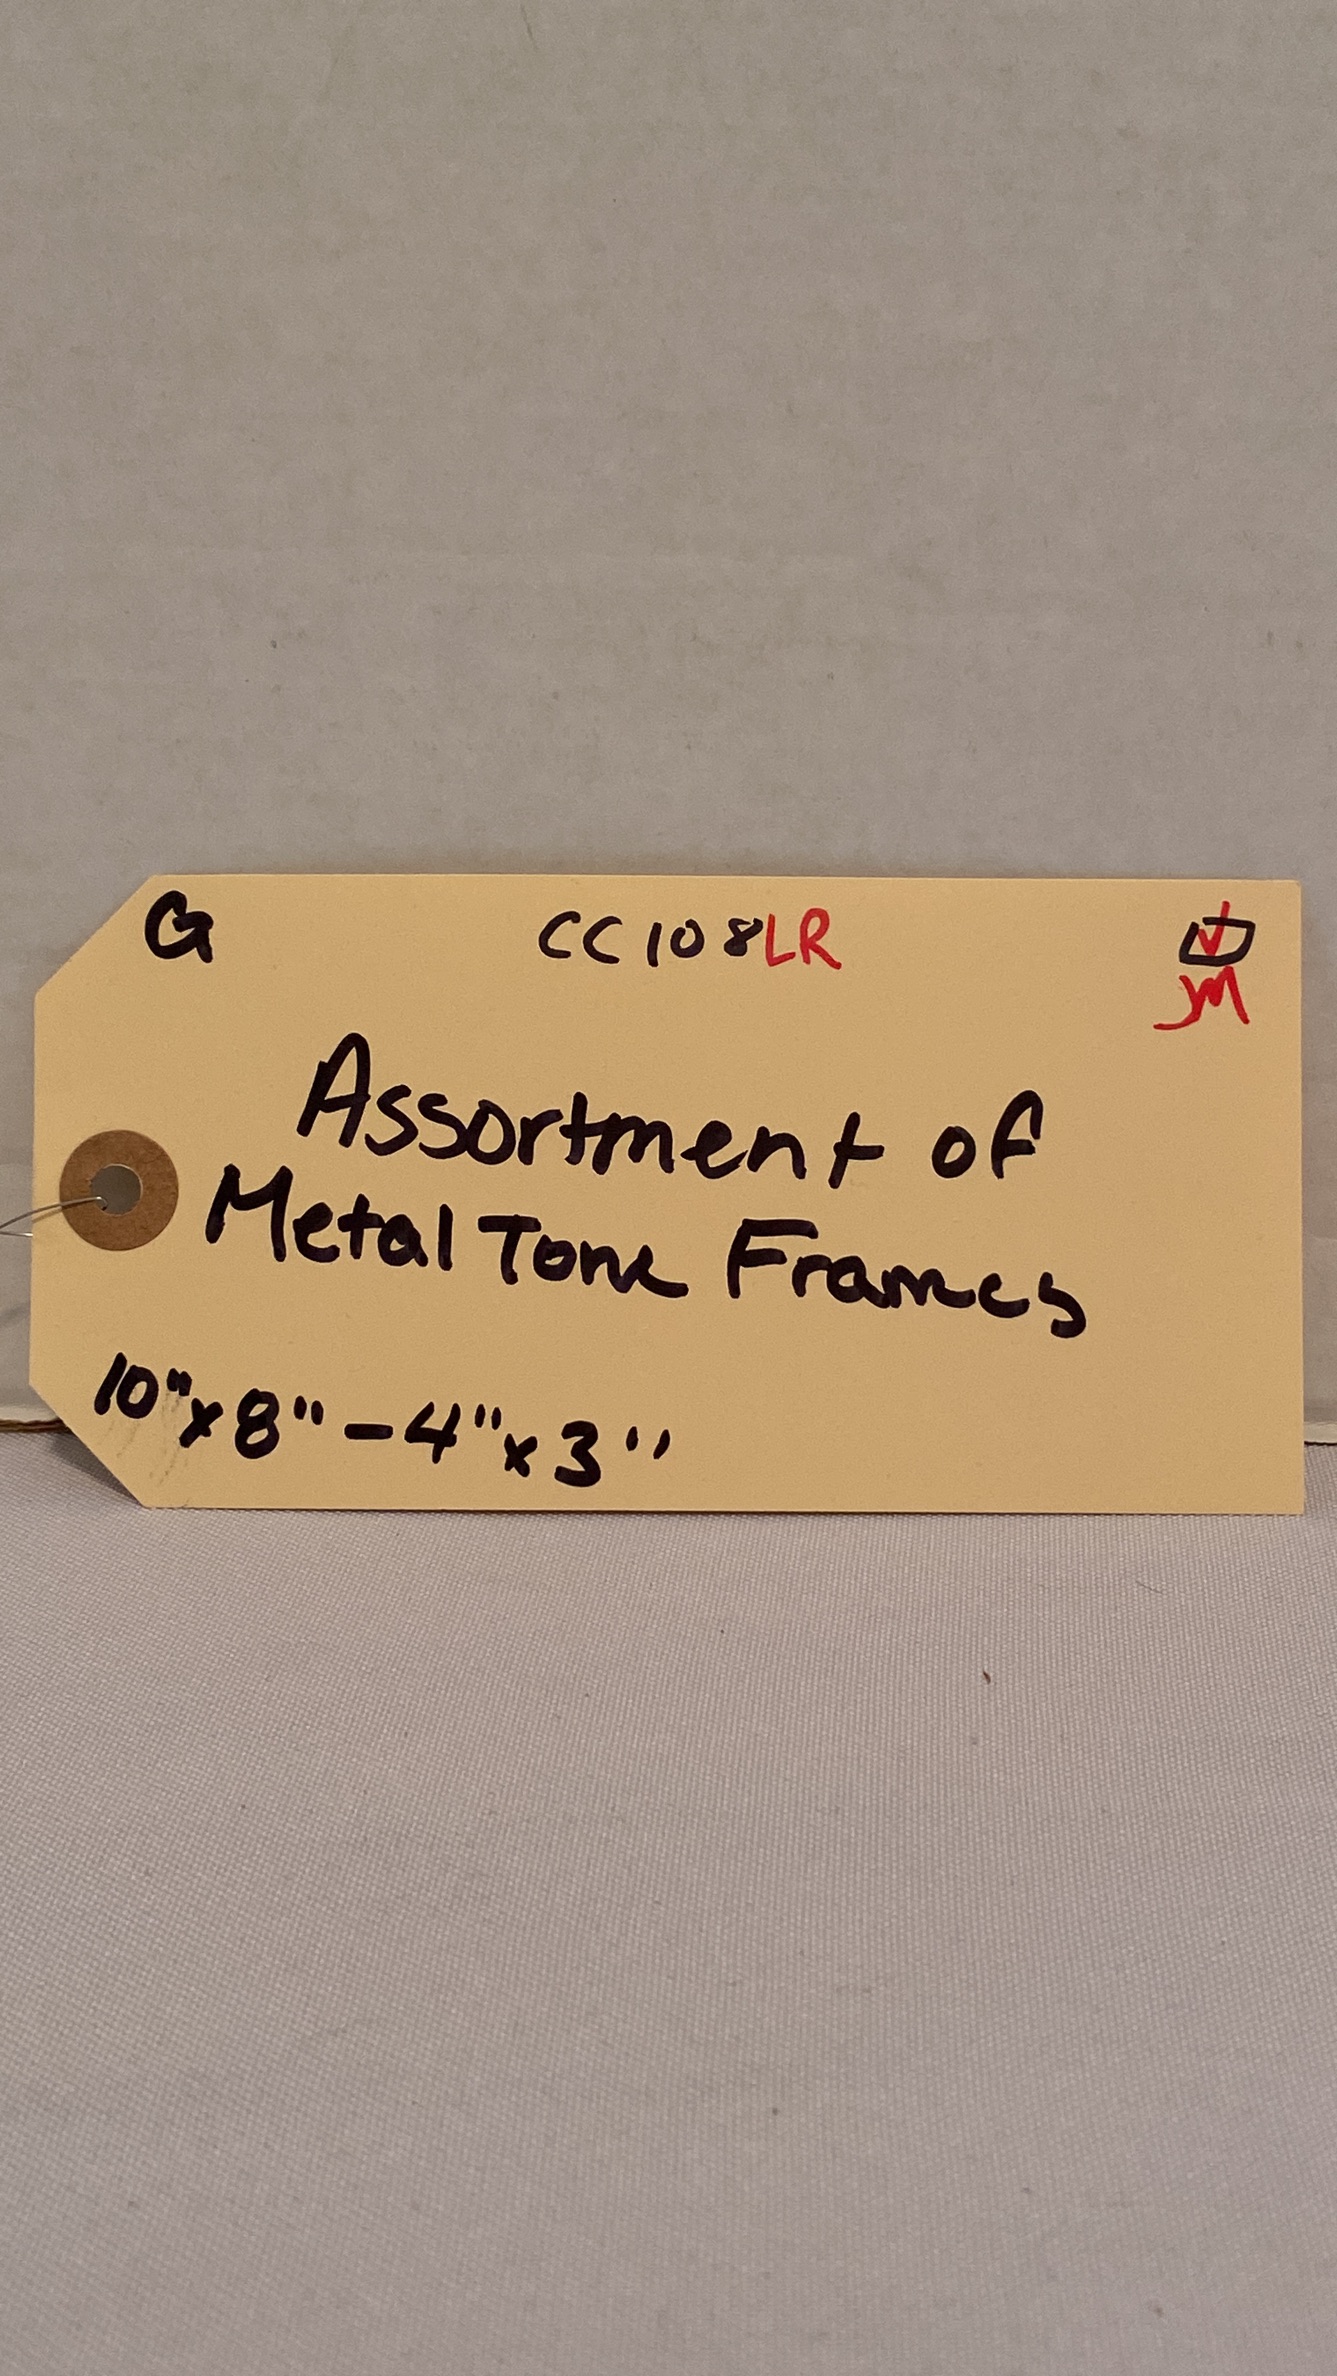 G CC108LR
JM
Assortment of
Metal Tone Frames
10"x8"-4"x3"